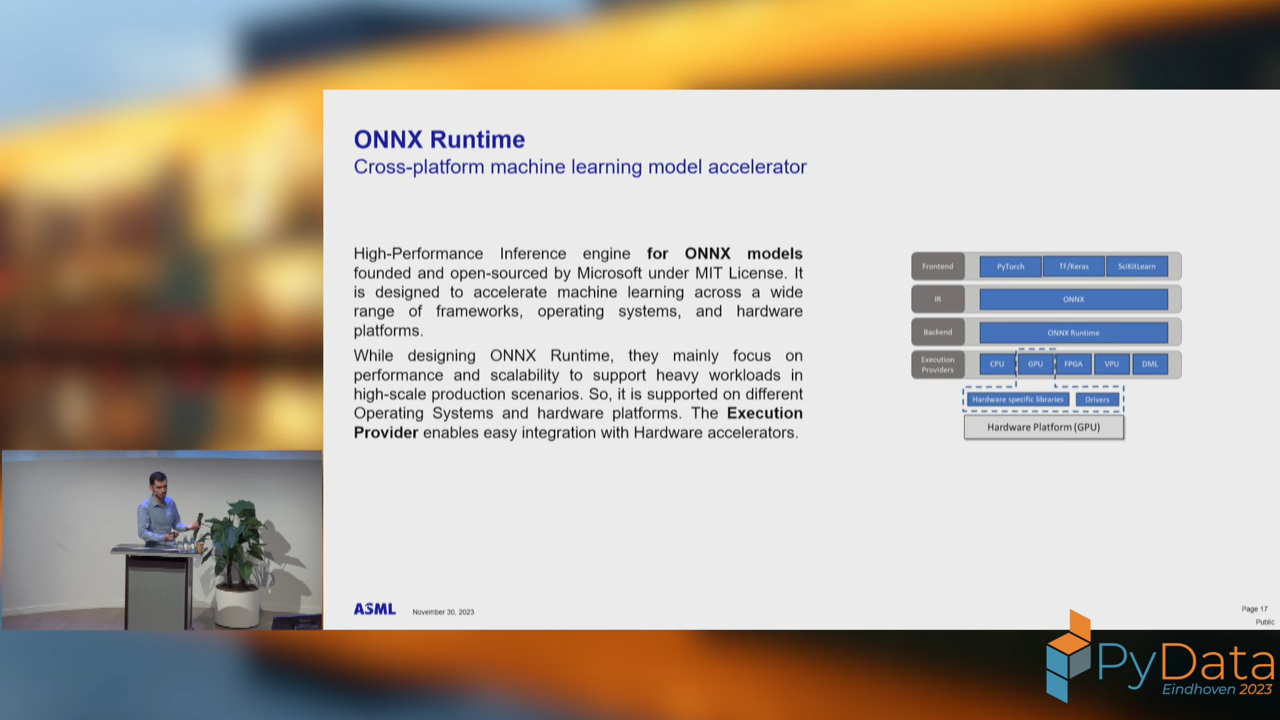 ONNX Runtime
Cross-platform machine learning model accelerator
High-Performance Inference engine for ONNX models
founded and open-sourced by Microsoft under MIT License. It
is designed to accelerate machine learning across a wide
range of frameworks, operating systems, and hardware
platforms.
While designing ONNX Runtime, they mainly focus on
performance and scalability to support heavy workloads in
high-scale production scenarios. So, it is supported on different
Operating Systems and hardware platforms. The Execution
Provider enables easy integration with Hardware accelerators.
Frontend PyTorch TF/Keras SciKitLearn
IR ONNX
Backend ONNX Runtime
Execution
Providers CPU GPU FPGA VPU DML
Hardware specific libraries Drivers
Hardware Platform (GPU)
ASML November 30, 2023
Page 17
Public
PyData
Eindhoven 2023